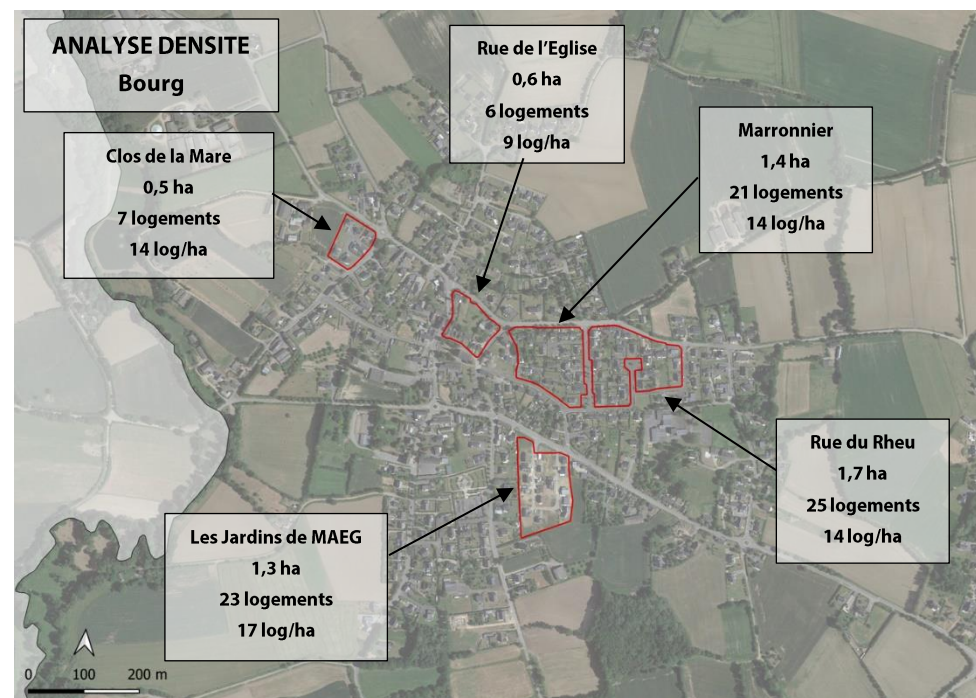 ANALYSE DENSITE
Bourg
Rue de l'Eglise
0,6 ha
6 logements
9 log/ha
Marronnier
1,4 ha
21 logements
14 log/ha
Clos de la Mare
0,5 ha
7 logements
14 log/ha
Rue du Rheu
1,7 ha
25 logements
14 log/ha
Les Jardins de MAEG
1,3 ha
23 logements
17 log/ha
0 100 200 m